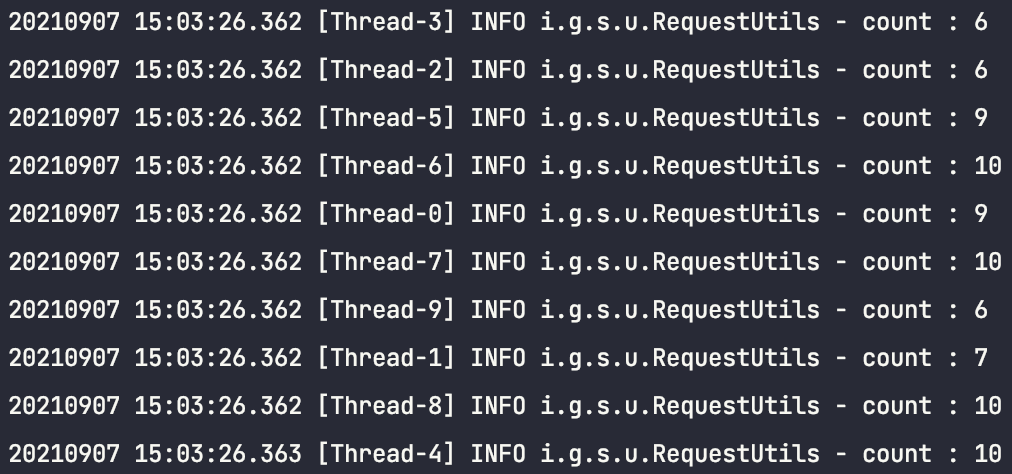 20210907 15:03:26.362 [Thread-3] INFO i.g.s.u.RequestUtils - count : 6
20210907 15:03:26.362 [Thread-2] INFO i.g.s.u.RequestUtils - count : 6
20210907 15:03:26.362 [Thread-5] INFO i.g.s.u.RequestUtils - count : 9
20210907 15:03:26.362 [Thread-6] INFO i.g.s.u.RequestUtils - count : 10
20210907 15:03:26.362 [Thread-0] INFO i.g.s.u.RequestUtils - count : 9
20210907 15:03:26.362 [Thread-7] INFO i.g.s.u.RequestUtils - count : 10
20210907 15:03:26.362 [Thread-9] INFO i.g.s.u.RequestUtils - count : 6
20210907 15:03:26.362 [Thread-1] INFO i.g.s.u.RequestUtils - count : 7
20210907 15:03:26.362 [Thread-8] INFO i.g.s.u.RequestUtils - count : 10
20210907 15:03:26.363 [Thread-4] INFO i.g.s.u.RequestUtils - count : 10